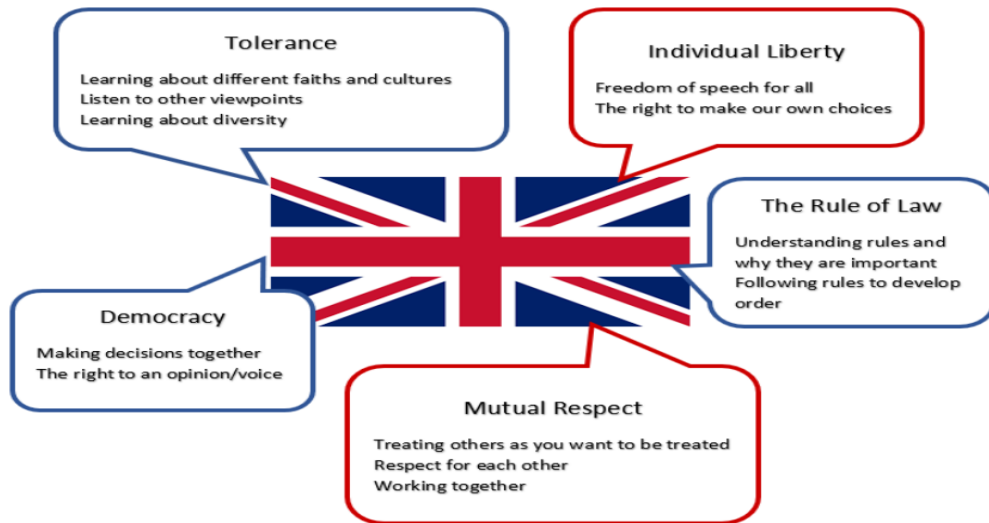 Tolerance
Learning about different faiths and cultures
Listen to other viewpoints
Learning about diversity
Individual Liberty
Freedom of speech for all
The right to make our own choices
The Rule of Law
Understanding rules and
why they are important
Following rules to develop
order
Democracy
Making decisions together
The right to an opinion/voice
Mutual Respect
Treating others as you want to be treated
Respect for each other
Working together